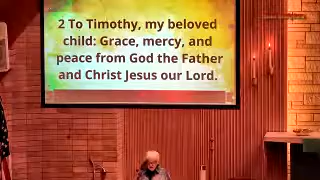 2 To Timothy, my beloved
child: Grace, mercy, and
peace from God the Father
and Christ Jesus our Lord.